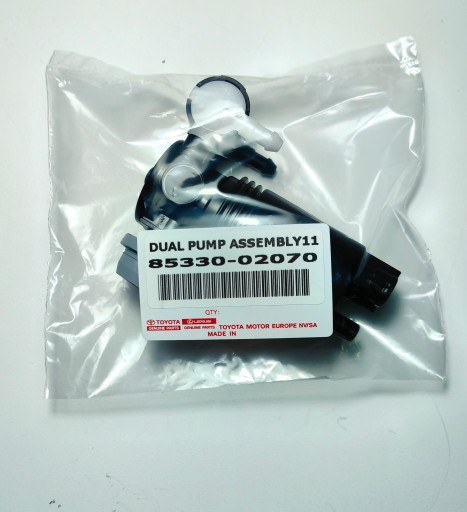 DUAL PUMP ASSEMBLY11
85330-02070
QTY:
TOYOTA LEXUS
GENUINE PARTS GENUINE PARTS TOYOTA MOTOR EUROPE NV/SA
MADE IN